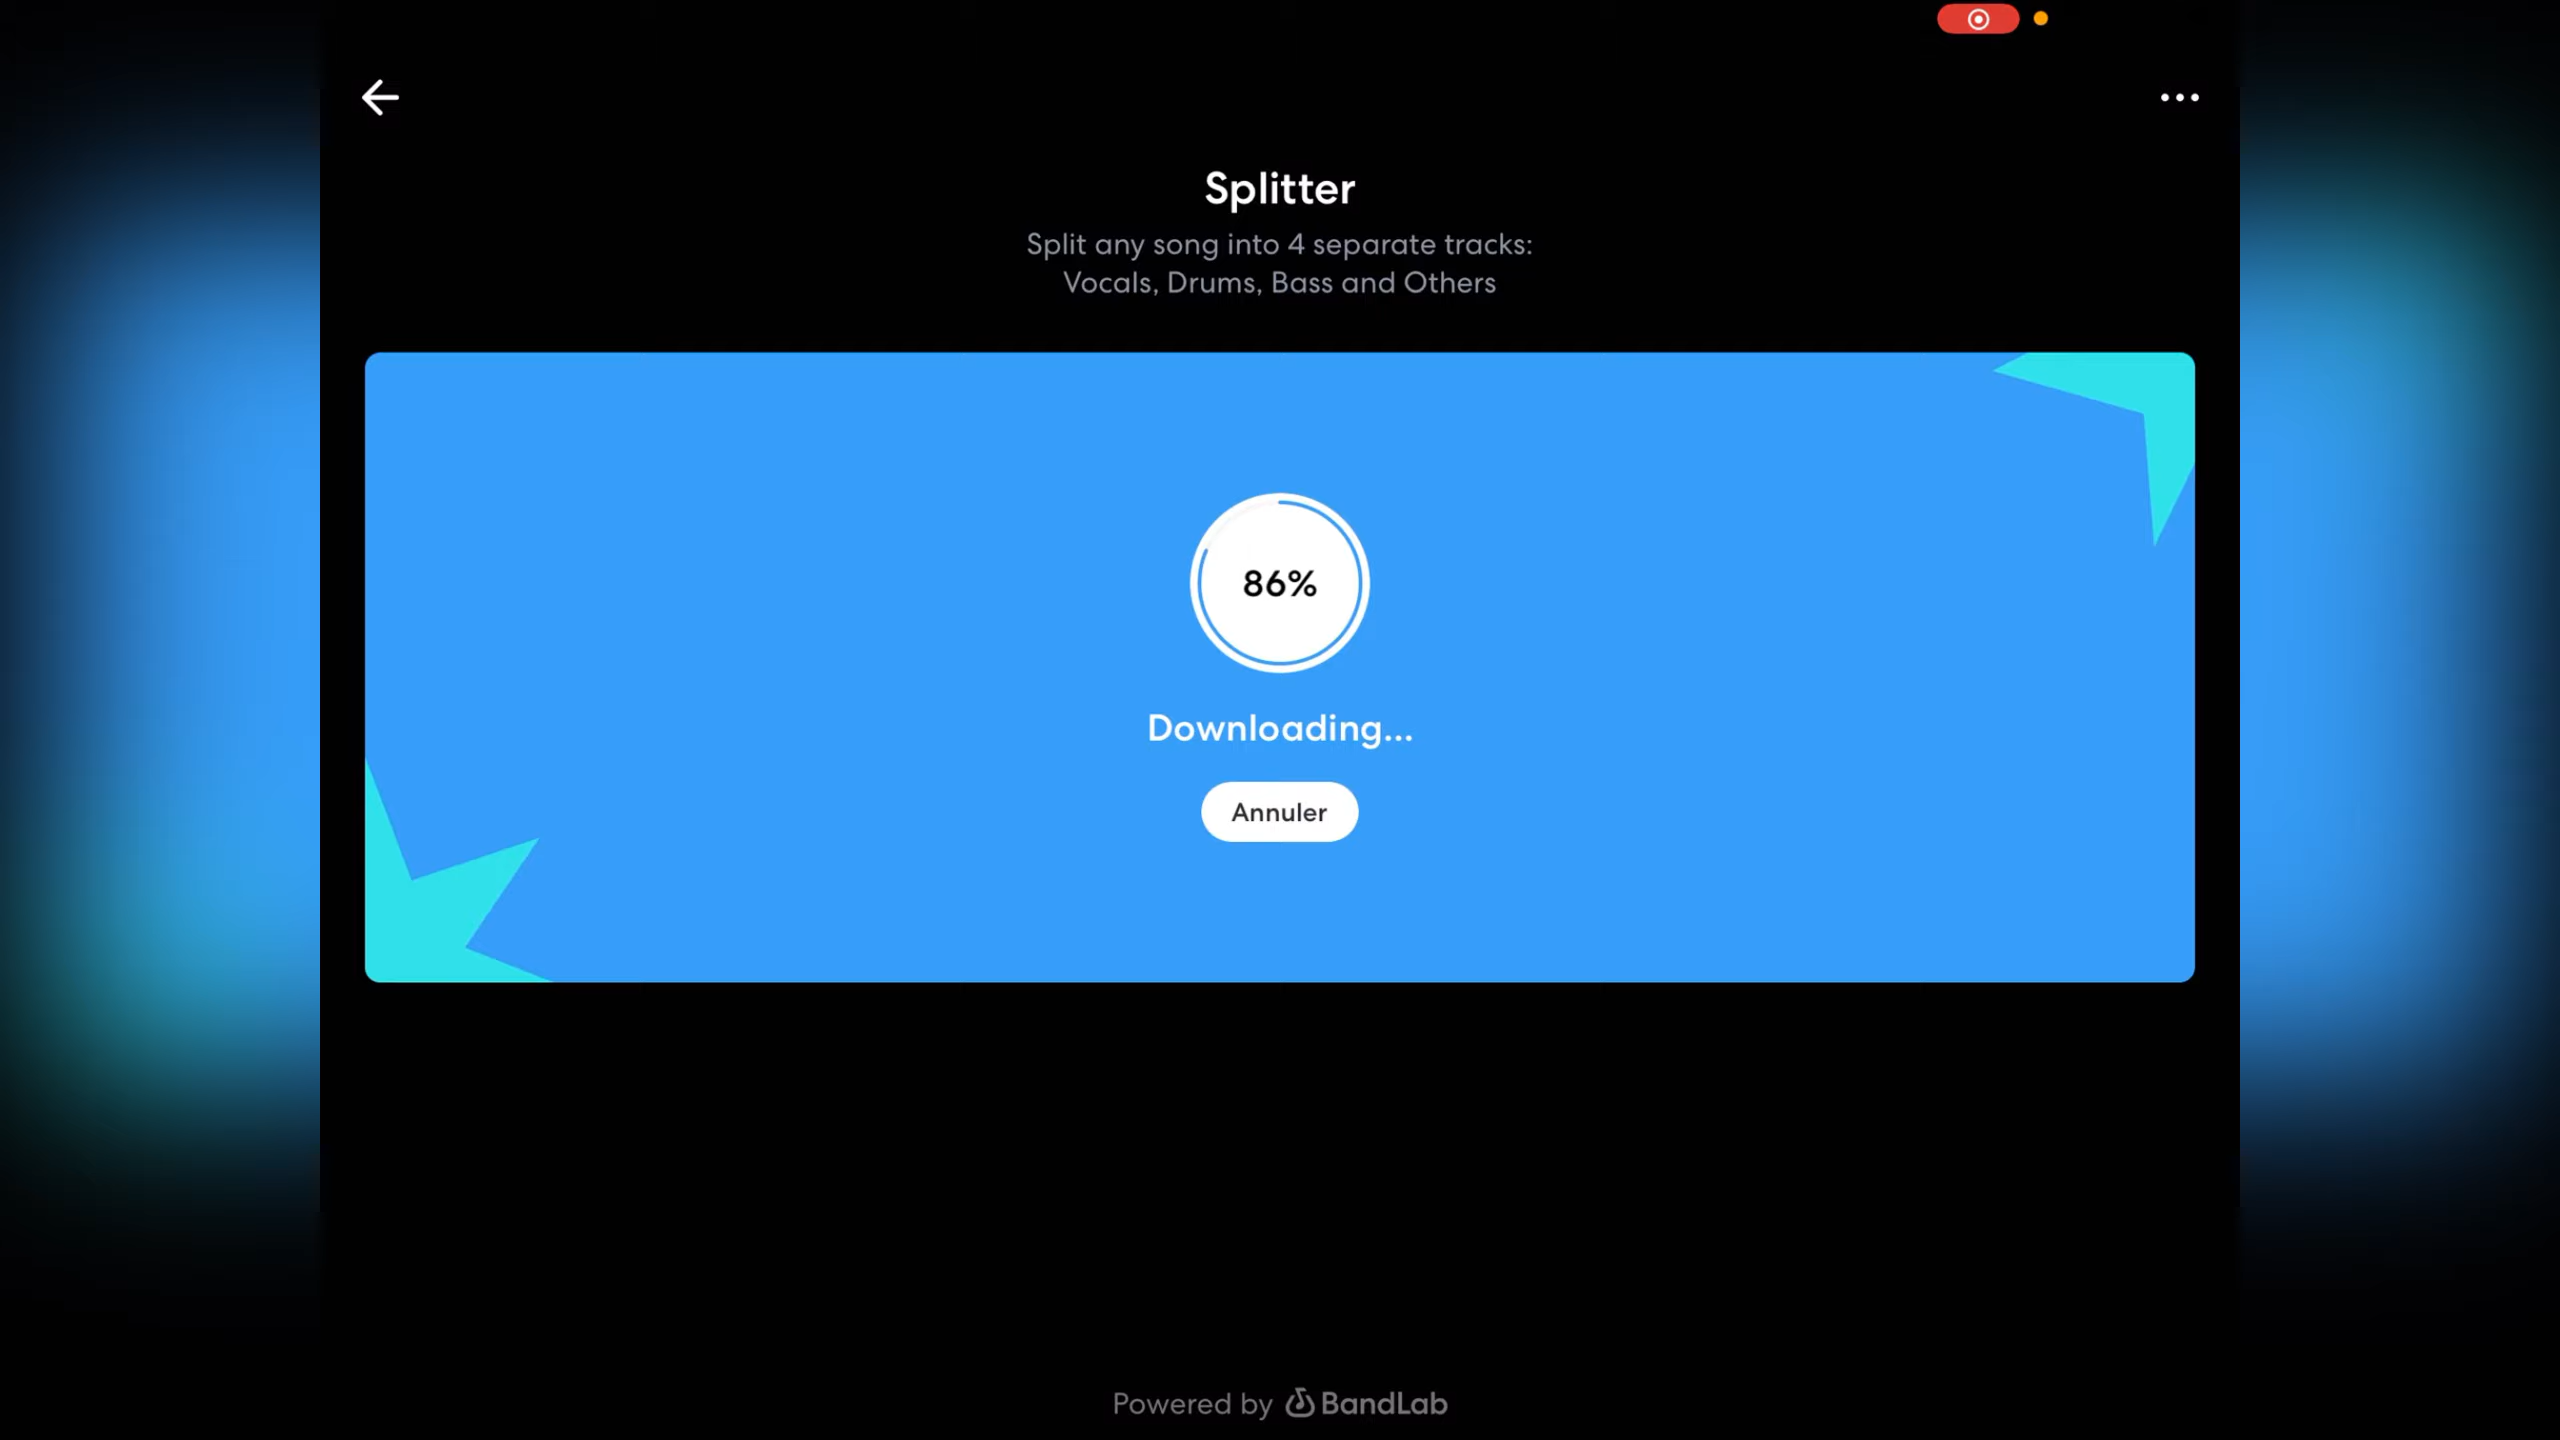 Splitter
Split any song into 4 separate tracks:
Vocals, Drums, Bass and Others
86%
Downloading...
Annuler
Powered by BandLab